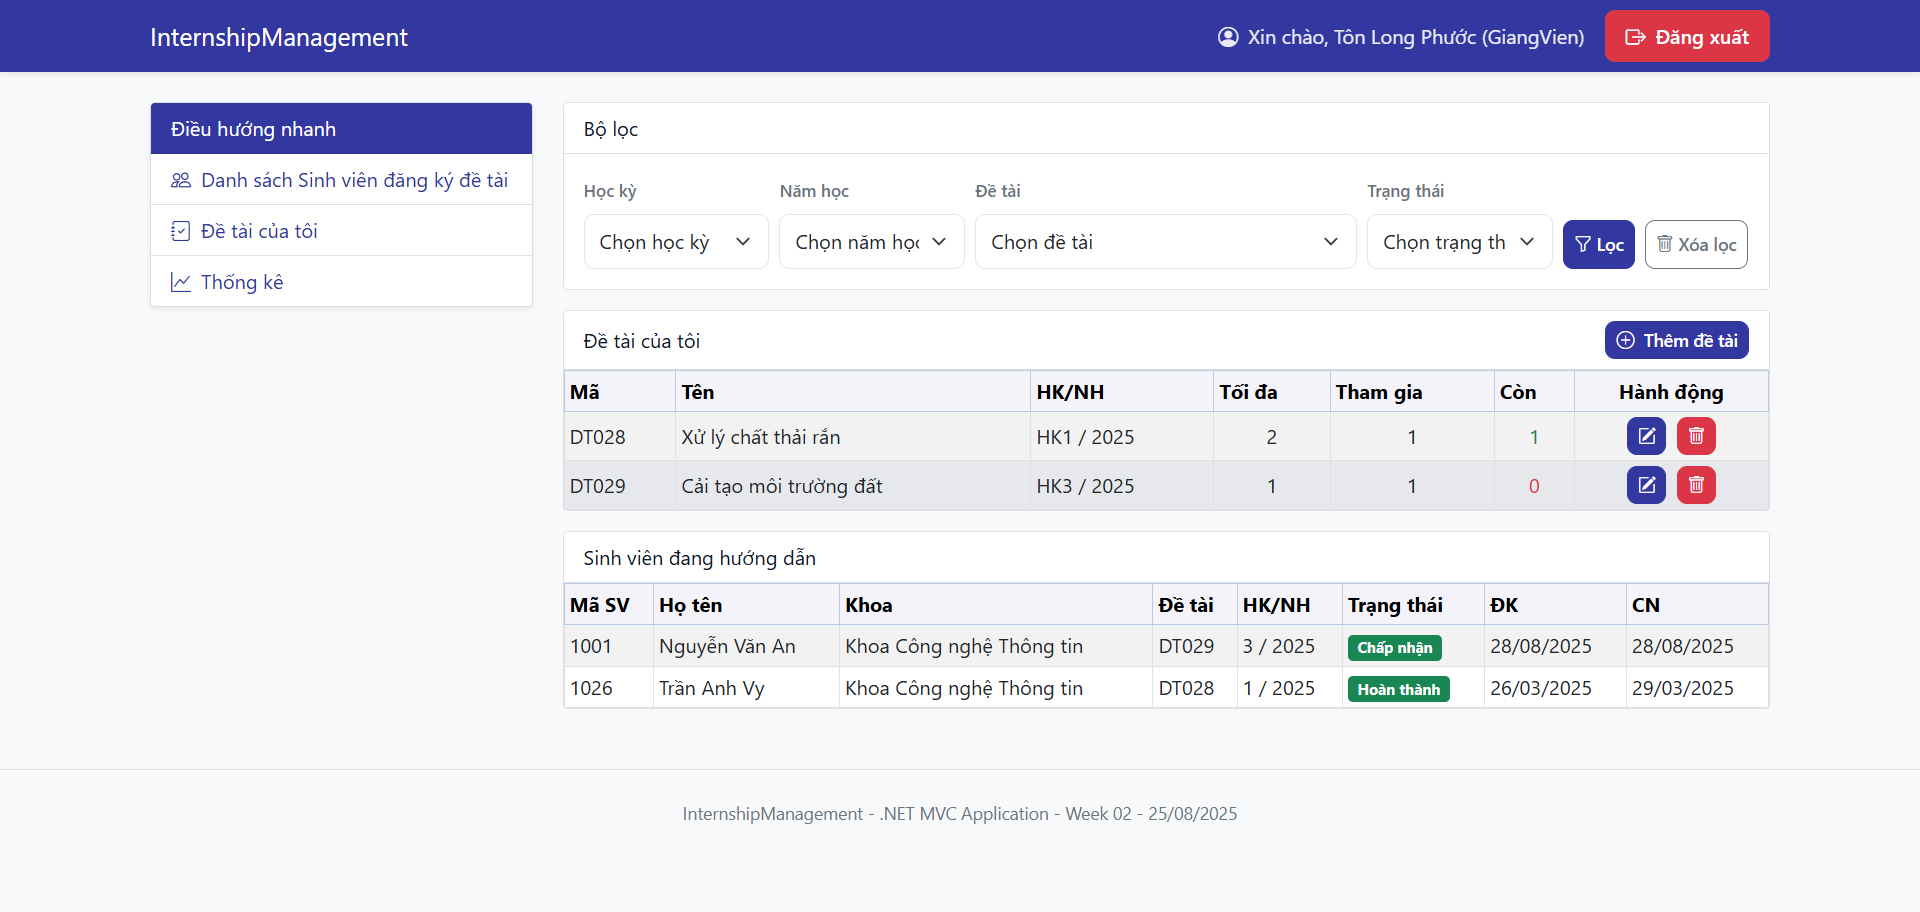 InternshipManagement
Xin chào, Tôn Long Phước (GiangVien)
Đăng xuất
Điều hướng nhanh
Danh sách Sinh viên đăng ký đề tài
Đề tài của tôi
Thống kê
Bộ lọc
Học kỳ Năm học Đề tài Trạng thái
Chọn học kỳ Chọn năm học Chọn đề tài Chọn trạng th Lọc Xóa lọc
Đề tài của tôi Thêm đề tài
Mã Tên HK/NH Tối đa Tham gia Còn Hành động
DT028 Xử lý chất thải rắn HK1 / 2025 2 1 1
DT029 Cải tạo môi trường đất HK3 / 2025 1 1 0
Sinh viên đang hướng dẫn
Mã SV Họ tên Khoa Đề tài HK/NH Trạng thái ĐK CN
1001 Nguyễn Văn An Khoa Công nghệ Thông tin DT029 3 / 2025 Chấp nhận 28/08/2025 28/08/2025
1026 Trần Anh Vy Khoa Công nghệ Thông tin DT028 1 / 2025 Hoàn thành 26/03/2025 29/03/2025
InternshipManagement - .NET MVC Application - Week 02 - 25/08/2025